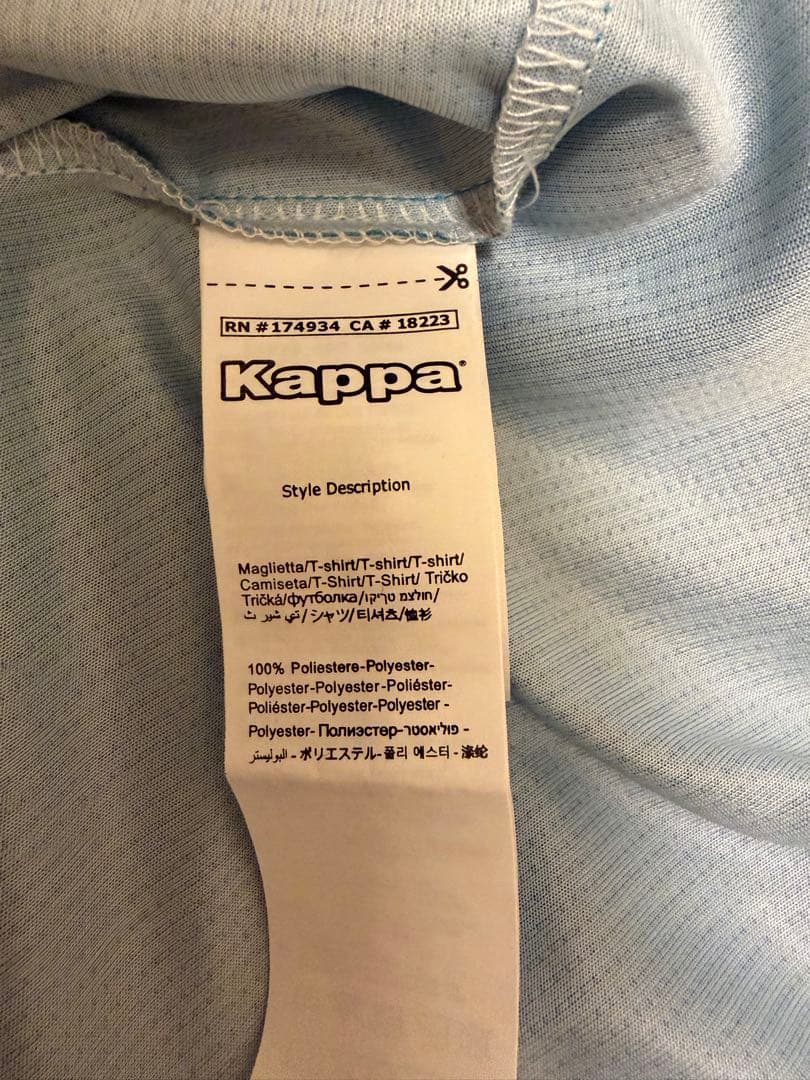 RN #174934 CA # 18223
Kappa®
Style Description
Maglietta/T-shirt/T-shirt/T-shirt/
Camiseta/T-Shirt/T-Shirt/ Tričko
Tričká/футболка/חולצת טריקו/
تي شيرت/シャツ/티셔츠/恤衫
100% Poliestere-Polyester-
Polyester-Polyester-Poliéster-
Poliéster-Polyester-Polyester -
Polyester- Полиэстер-פוליאסטר -
البوليستر - ポリエステル-폴리 에스터 - 涤纶